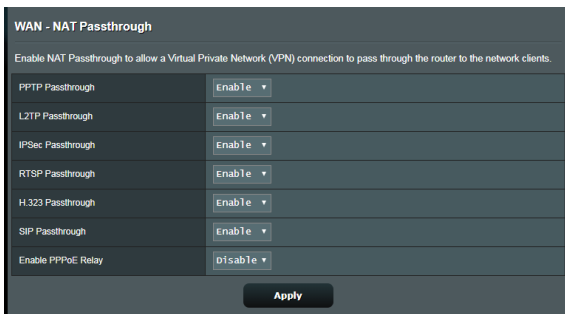 WAN - NAT Passthrough
Enable NAT Passthrough to allow a Virtual Private Network (VPN) connection to pass through the router to the network clients.
PPTP Passthrough Enable
L2TP Passthrough Enable
IPSec Passthrough Enable
RTSP Passthrough Enable
H.323 Passthrough Enable
SIP Passthrough Enable
Enable PPPoE Relay Disable
Apply